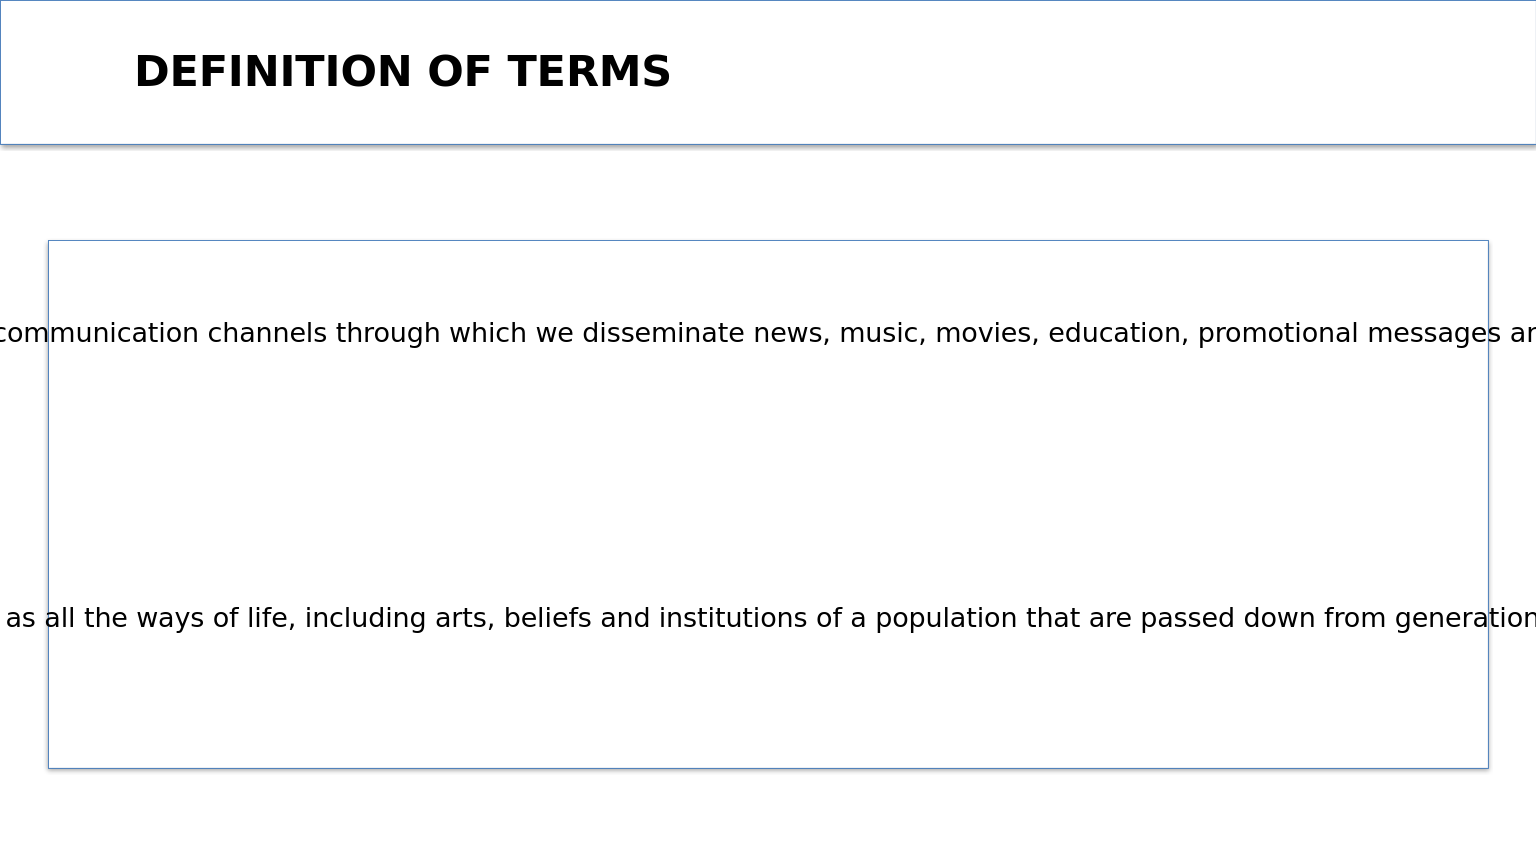 DEFINITION OF TERMS
communication channels through which we disseminate news, music, movies, education, promotional messages
as all the ways of life, including arts, beliefs and institutions of a population that are passed down from generation